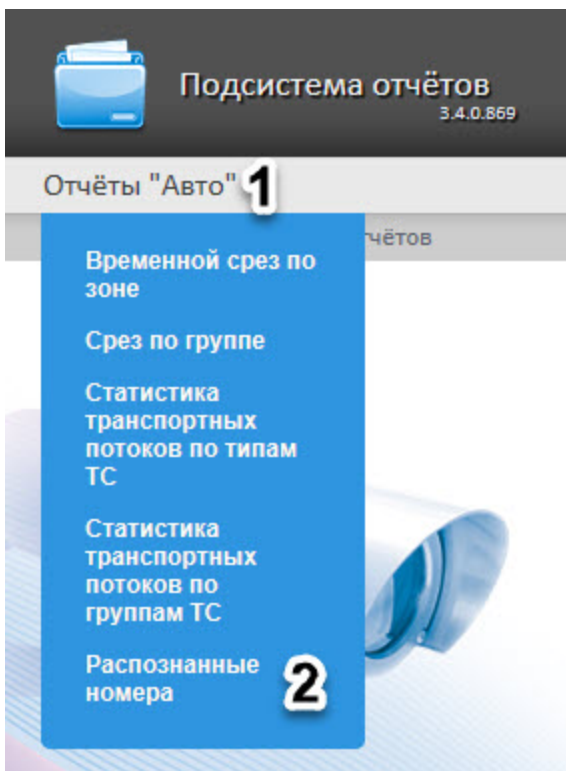 Подсистема отчётов
3.4.0.869
Отчёты "Авто" 1
чётов
Временной срез по
зоне
Срез по группе
Статистика
транспортных
потоков по типам
ТС
Статистика
транспортных
потоков по
группам ТС
Распознанные
номера 2